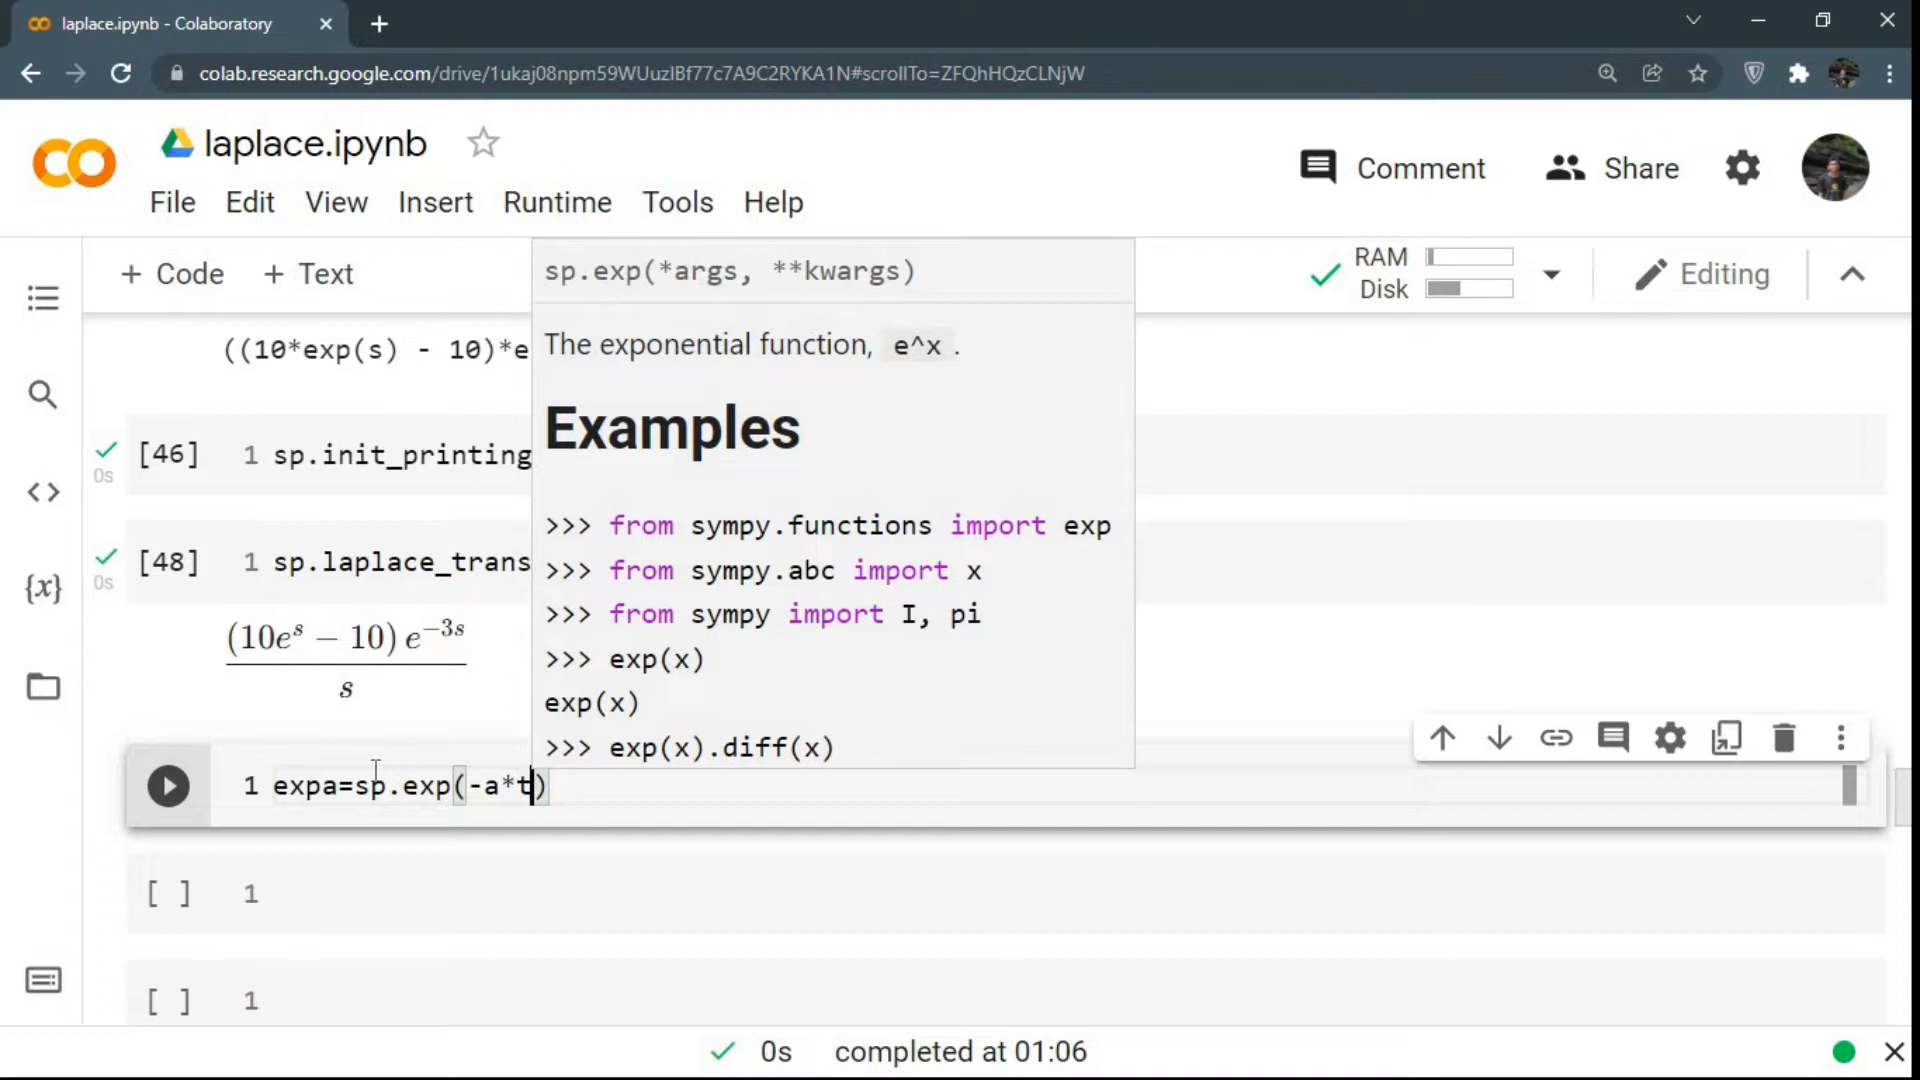 laplace.ipynb - Colaboratory
colab.research.google.com/drive/1ukaj08npm59WUuzIBf77c7A9C2RYKA1N#scrollTo=ZFQhHQzCLNjW
laplace.ipynb
Comment
Share
File Edit View Insert Runtime Tools Help
+ Code + Text
RAM
Disk
Editing
sp.exp(*args, **kwargs)
The exponential function, e^x .
Examples
>>> from sympy.functions import exp
>>> from sympy.abc import x
>>> from sympy import I, pi
>>> exp(x)
exp(x)
>>> exp(x).diff(x)
((10*exp(s) - 10)*e
[46] 1 sp.init_printing
0s
[48] 1 sp.laplace_trans
0s
(10e^s − 10) e^−3s
s
{x}
1 expa=sp.exp(-a*t)
[ ] 1
[ ] 1
0s completed at 01:06